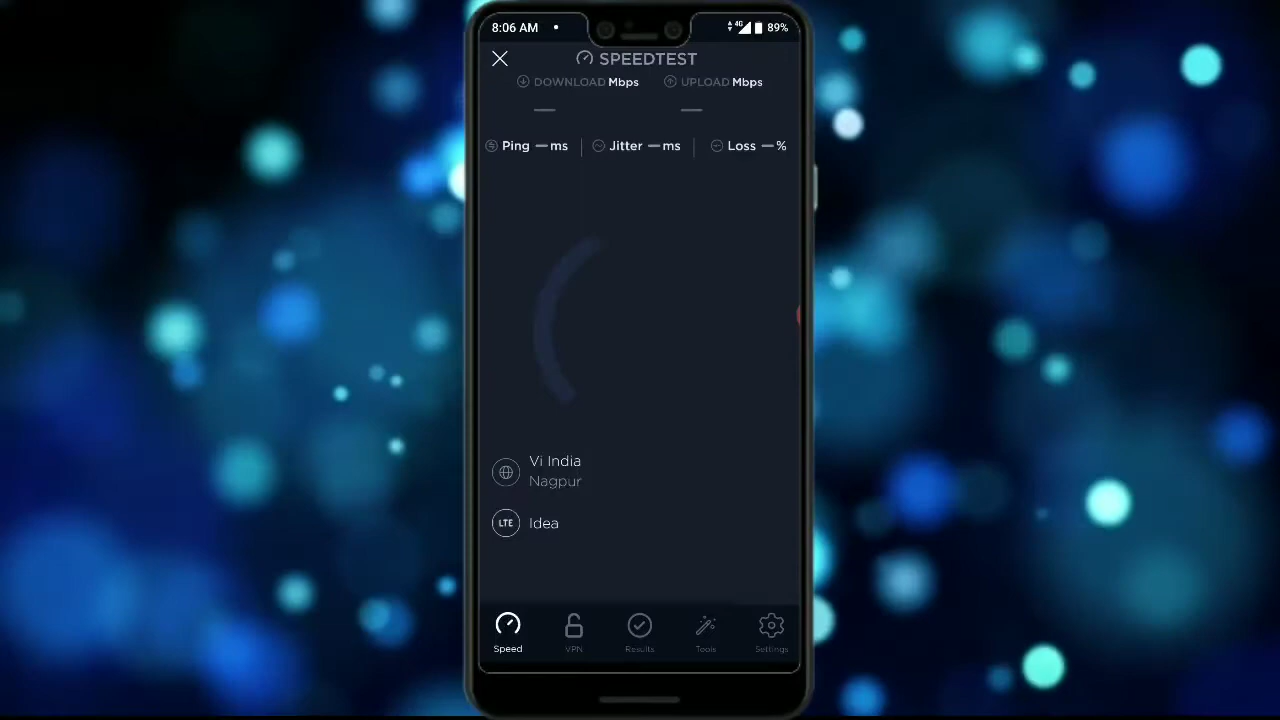 8:06 AM 4G 89%
SPEEDTEST
DOWNLOAD Mbps UPLOAD Mbps
— —
Ping — ms Jitter — ms Loss — %
Vi India
Nagpur
LTE Idea
Speed VPN Results Tools Settings